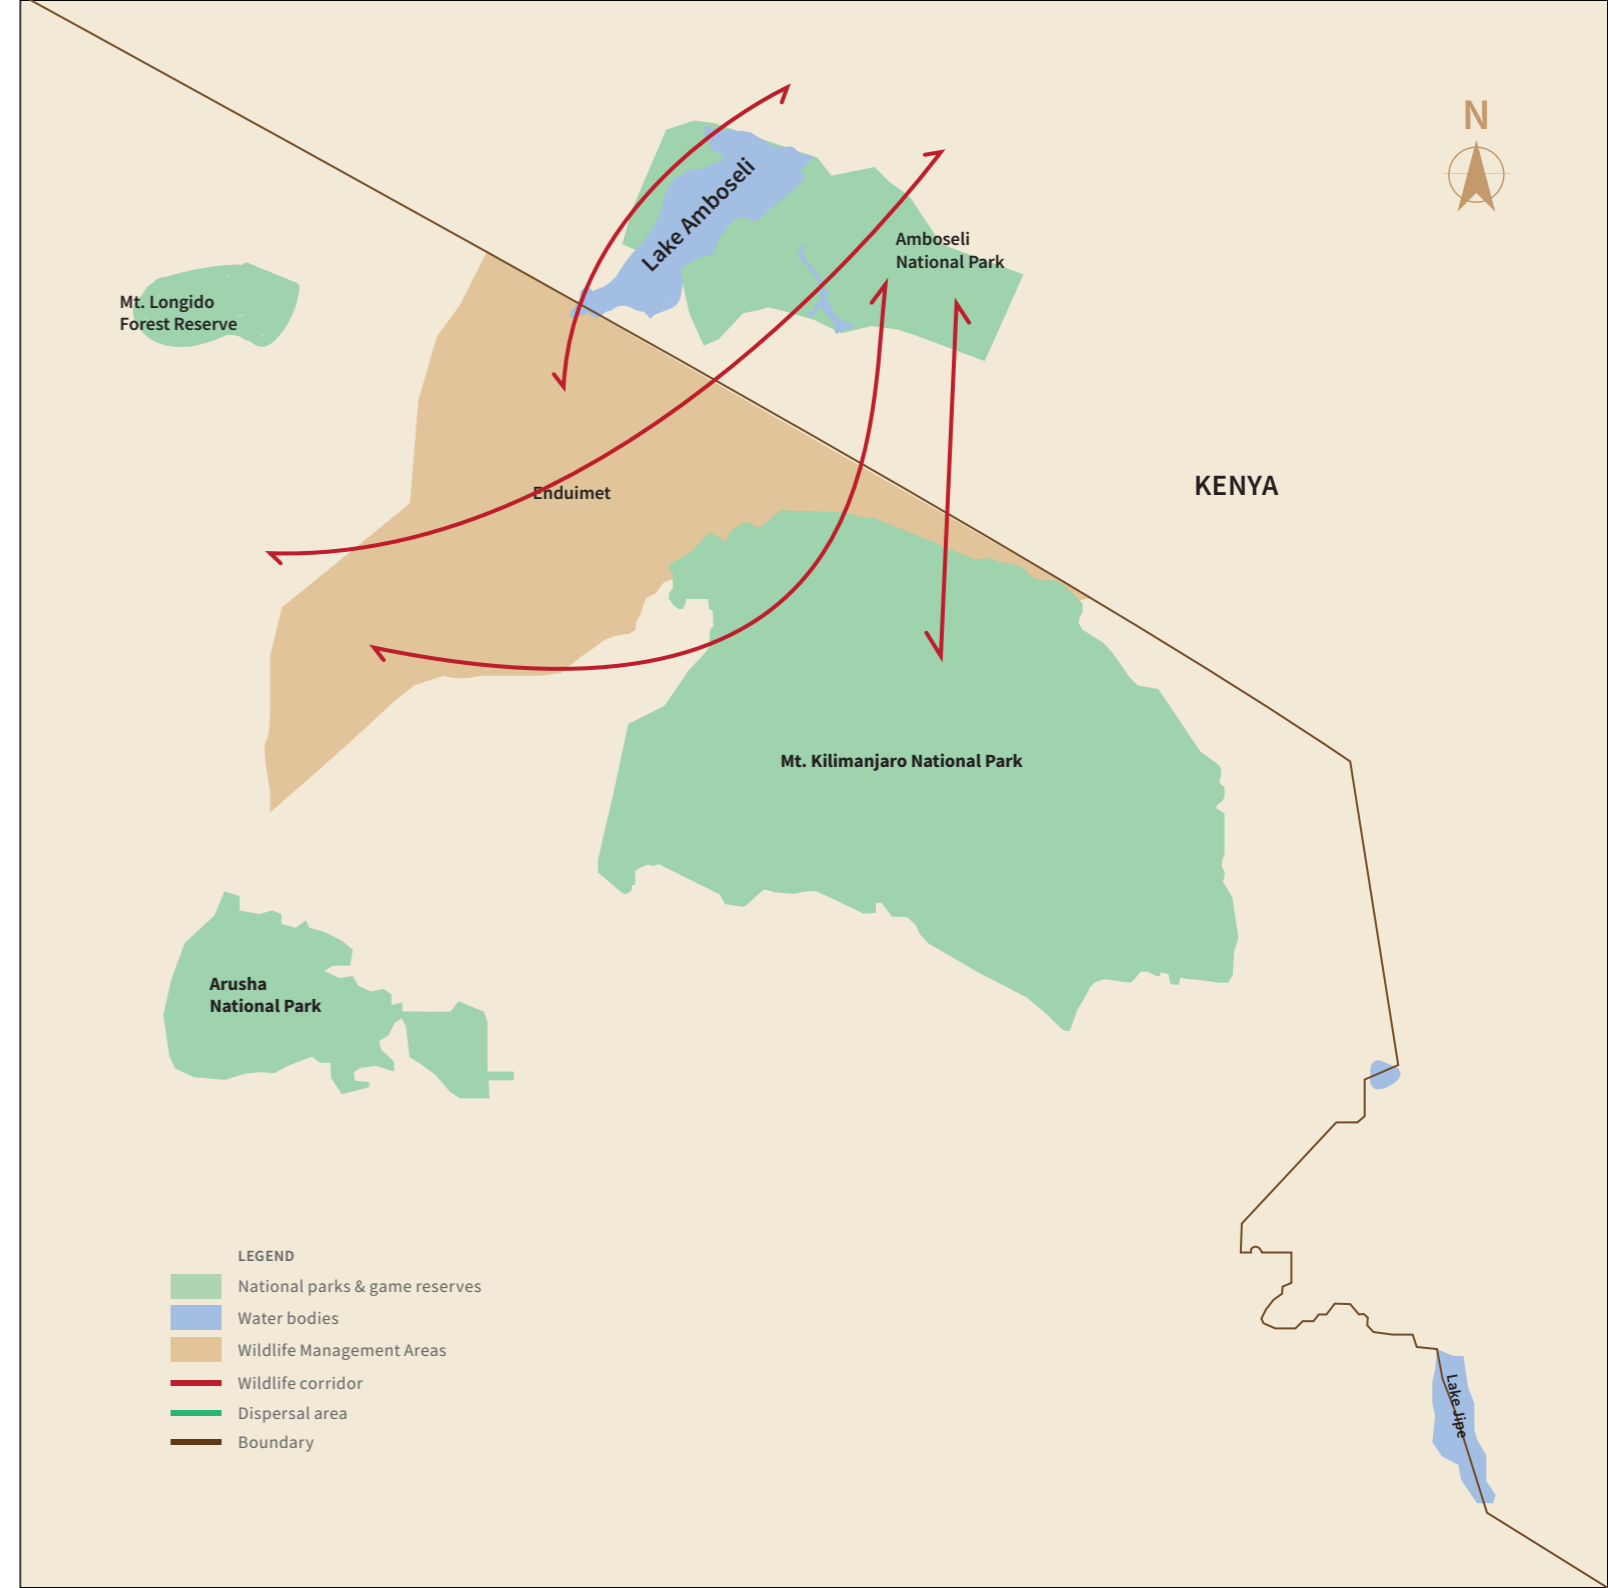 N
Lake Amboseli
Amboseli
National Park
Mt. Longido
Forest Reserve
KENYA
Enduimet
Mt. Kilimanjaro National Park
Arusha
National Park
LEGEND
National parks & game reserves
Water bodies
Wildlife Management Areas
Wildlife corridor
Dispersal area
Boundary
Lake Jipe